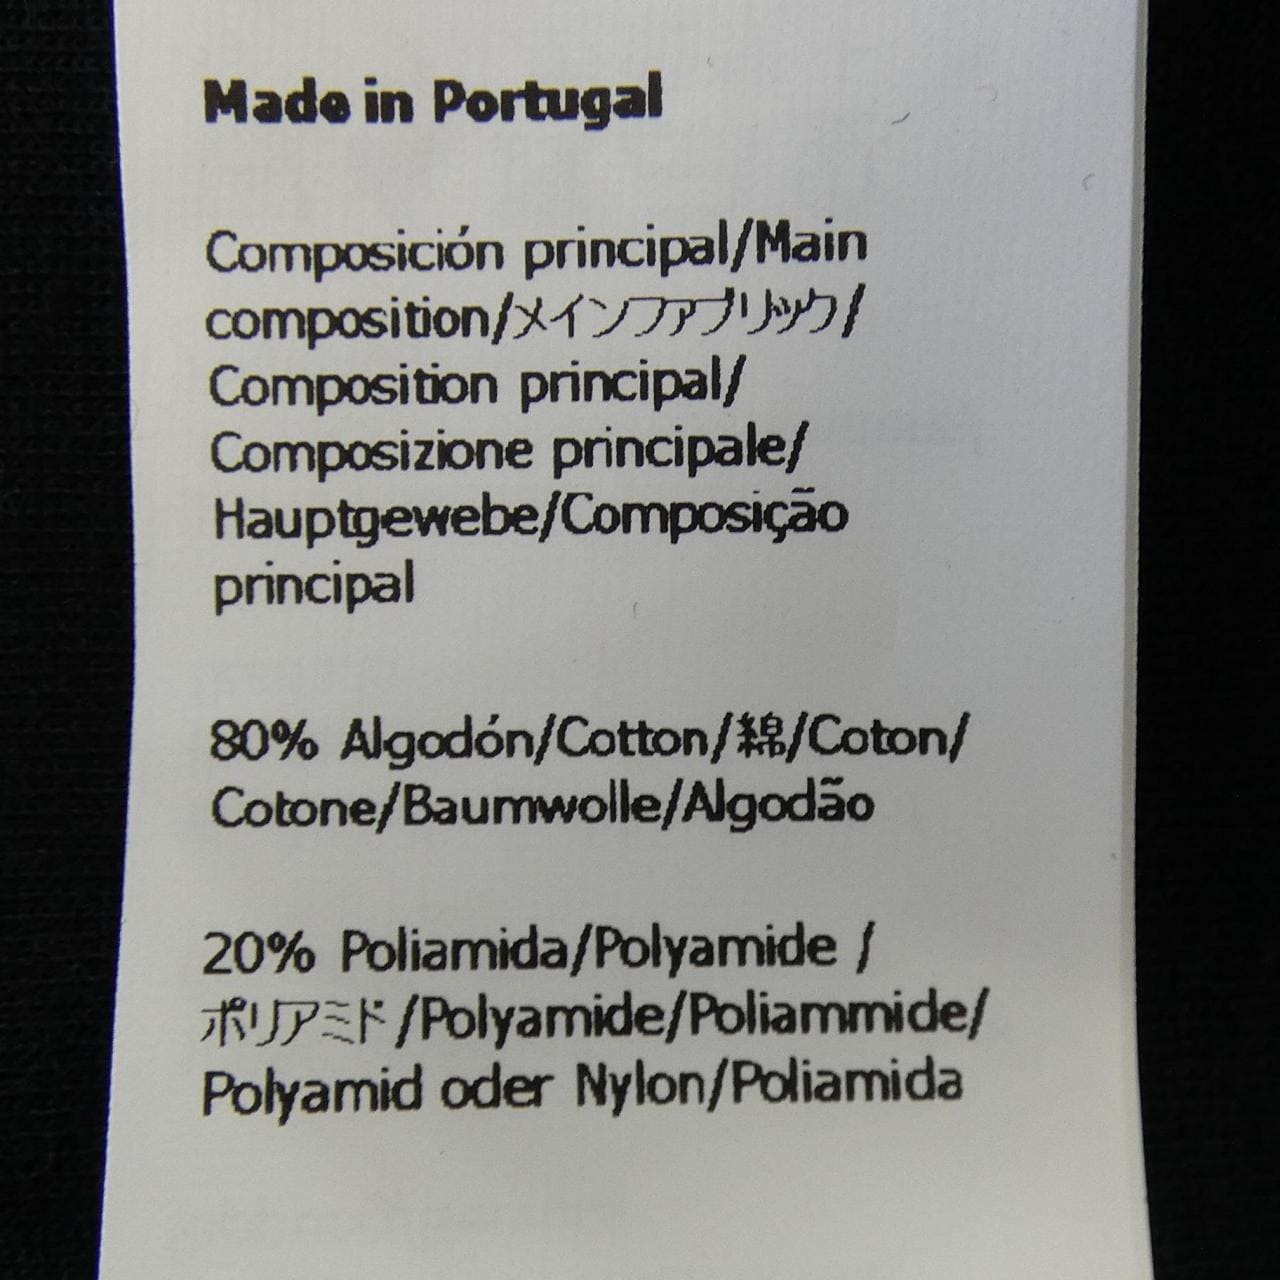 Made in Portugal
Composición principal/Main
composition/メインファブリック/
Composition principal/
Composizione principale/
Hauptgewebe/Composição
principal
80% Algodón/Cotton/綿/Coton/
Cotone/Baumwolle/Algodão
20% Poliamida/Polyamide /
ポリアミド/Polyamide/Poliammide/
Polyamid oder Nylon/Poliamida